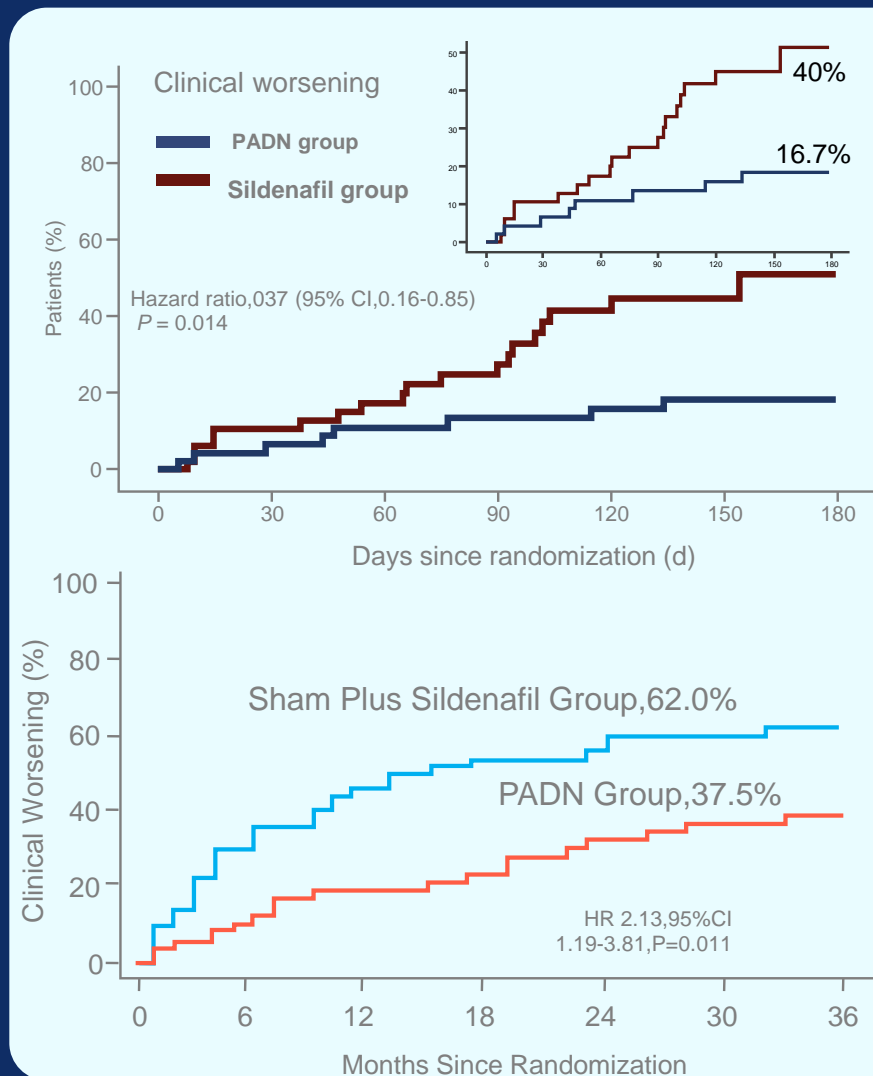 Clinical worsening
PADN group
Sildenafil group
Hazard ratio,037 (95% CI,0.16-0.85)
P = 0.014
Patients (%)
100
80
60
40
20
0
0 30 60 90 120 150 180
Days since randomization (d)
50
40
30
20
10
0
0 30 60 90 120 150 180
40%
16.7%
Clinical Worsening (%)
100
80
60
40
20
0
Sham Plus Sildenafil Group,62.0%
PADN Group,37.5%
HR 2.13,95%CI
1.19-3.81,P=0.011
0 6 12 18 24 30 36
Months Since Randomization